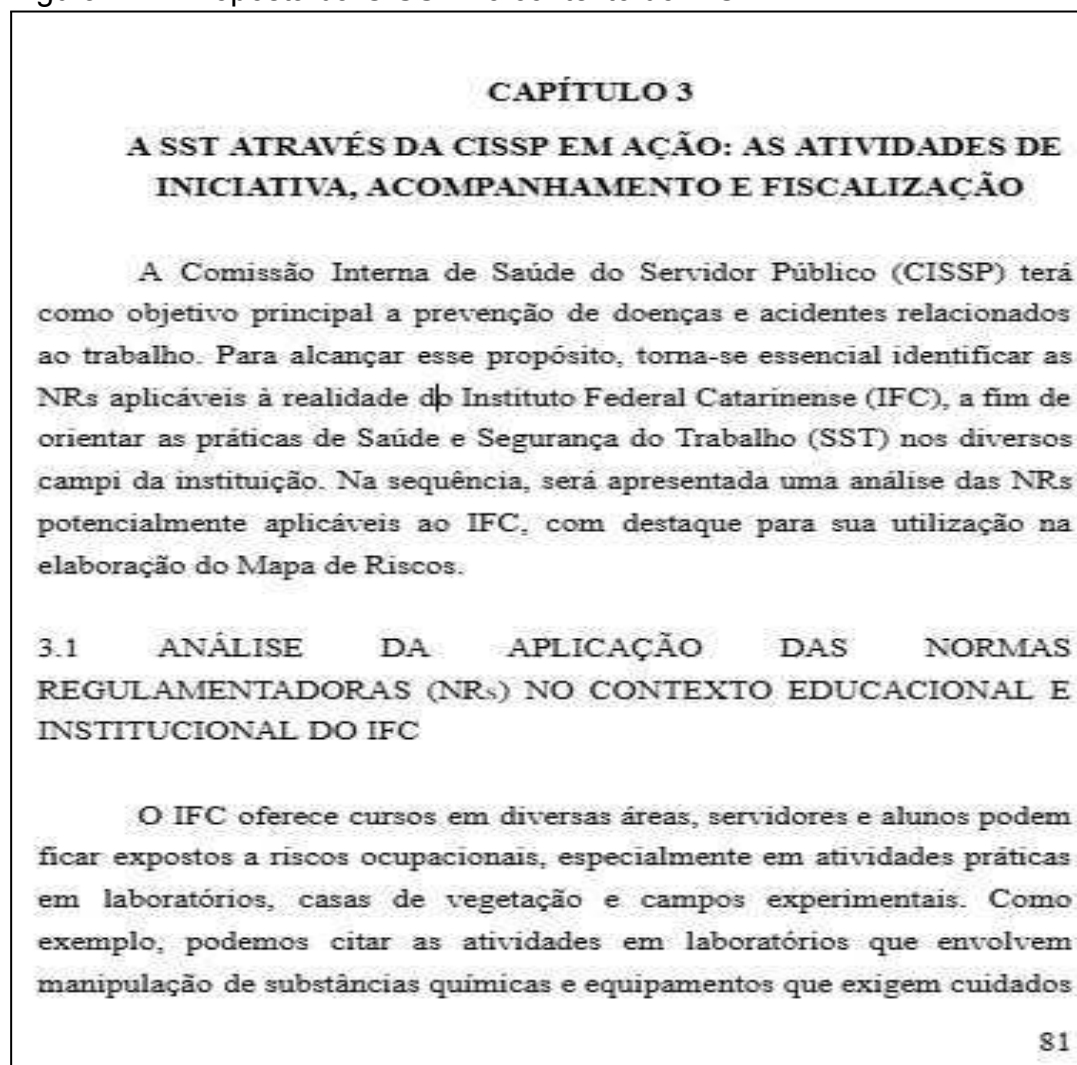 CAPÍTULO 3
A SST ATRAVÉS DA CISSP EM AÇÃO: AS ATIVIDADES DE
INICIATIVA, ACOMPANHAMENTO E FISCALIZAÇÃO
A Comissão Interna de Saúde do Servidor Público (CISSP) terá
como objetivo principal a prevenção de doenças e acidentes relacionados
ao trabalho. Para alcançar esse propósito, torna-se essencial identificar as
NRs aplicáveis à realidade do Instituto Federal Catarinense (IFC), a fim de
orientar as práticas de Saúde e Segurança do Trabalho (SST) nos diversos
campi da instituição. Na sequência, será apresentada uma análise das NRs
potencialmente aplicáveis ao IFC, com destaque para sua utilização na
elaboração do Mapa de Riscos.
3.1 ANÁLISE DA APLICAÇÃO DAS NORMAS
REGULAMENTADORAS (NRs) NO CONTEXTO EDUCACIONAL E
INSTITUCIONAL DO IFC
O IFC oferece cursos em diversas áreas, servidores e alunos podem
ficar expostos a riscos ocupacionais, especialmente em atividades práticas
em laboratórios, casas de vegetação e campos experimentais. Como
exemplo, podemos citar as atividades em laboratórios que envolvem
manipulação de substâncias químicas e equipamentos que exigem cuidados
81